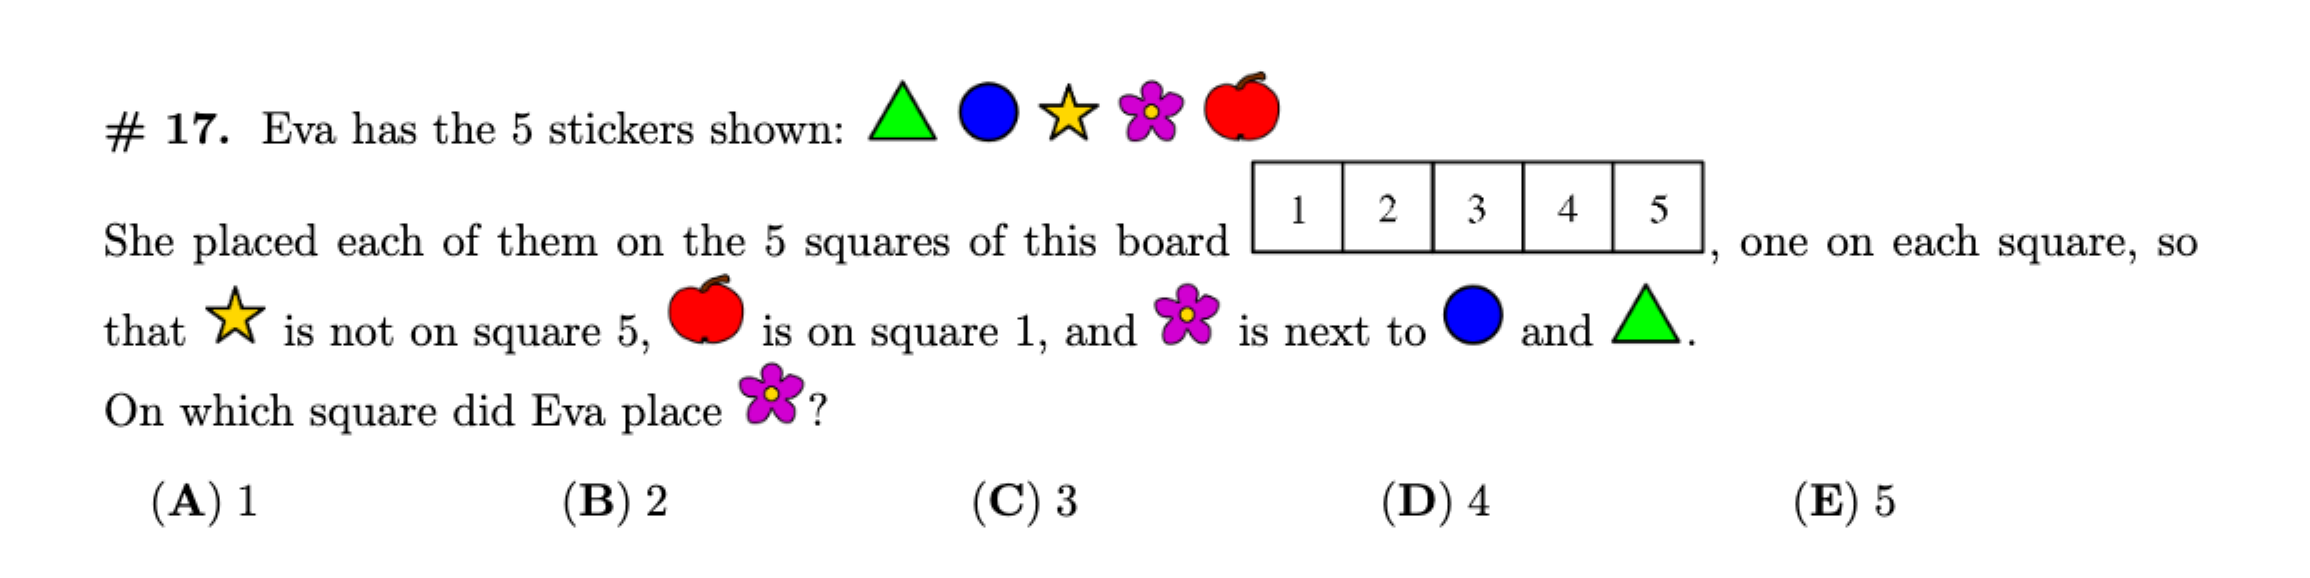 # 17. Eva has the 5 stickers shown:
She placed each of them on the 5 squares of this board 1 2 3 4 5 , one on each square, so
that is not on square 5, is on square 1, and is next to and .
On which square did Eva place ?
(A) 1 (B) 2 (C) 3 (D) 4 (E) 5